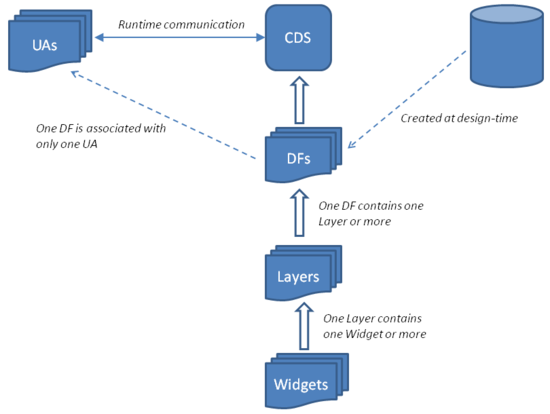 UAs
Runtime communication
CDS
One DF is associated with
only one UA
Created at design-time
DFs
One DF contains one
Layer or more
Layers
One Layer contains
one Widget or more
Widgets